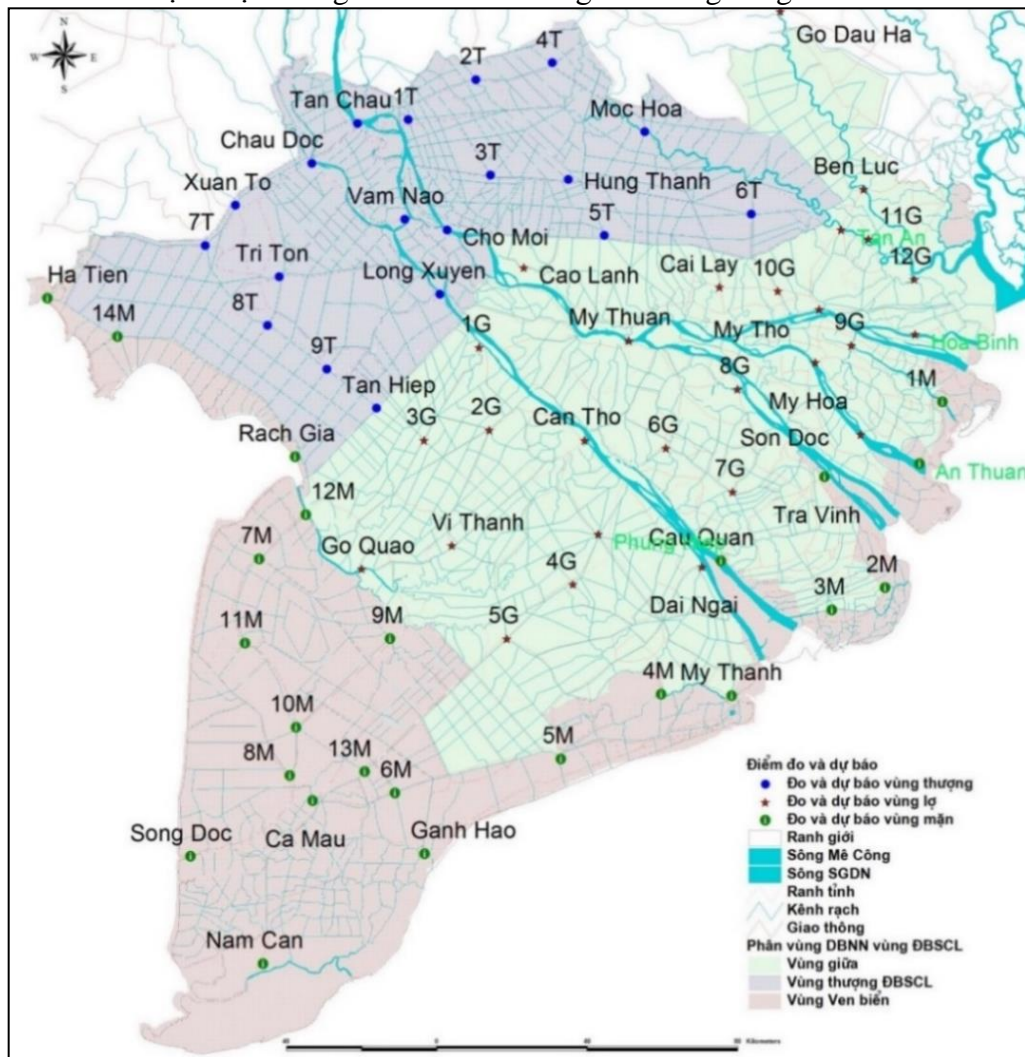 N
W E
S
Go Dau Ha
4T
2T
Tan Chau
1T
Moc Hoa
Chau Doc
3T
Ben Luc
Xuan To
Hung Thanh
Vam Nao
6T
11G
7T
5T
Tan An
Cho Moi
Tri Ton
12G
Long Xuyen
Cao Lanh
Cai Lay
10G
Ha Tien
8T
14M
1G
My Thuan
My Tho
9G
Hoa Binh
9T
8G
1M
Tan Hiep
My Hoa
3G
2G
Can Tho
6G
Rach Gia
Son Doc
7G
An Thuan
12M
Vi Thanh
Tra Vinh
7M
Go Quao
Cau Quan
4G
2M
3M
Dai Ngai
11M
9M
5G
4M
My Thanh
10M
5M
8M
13M
6M
Song Doc
Ca Mau
Ganh Hao
Nam Can
Điểm đo và dự báo
Đo và dự báo vùng thượng
Đo và dự báo vùng lợ
Đo và dự báo vùng mặn
Ranh giới
Sông Mê Công
Sông SGDN
Ranh tỉnh
Kênh rạch
Giao thông
Phân vùng DBNN vùng ĐBSCL
Vùng giữa
Vùng thượng ĐBSCL
Vùng Ven biển
40 0 40 80 Kilometers